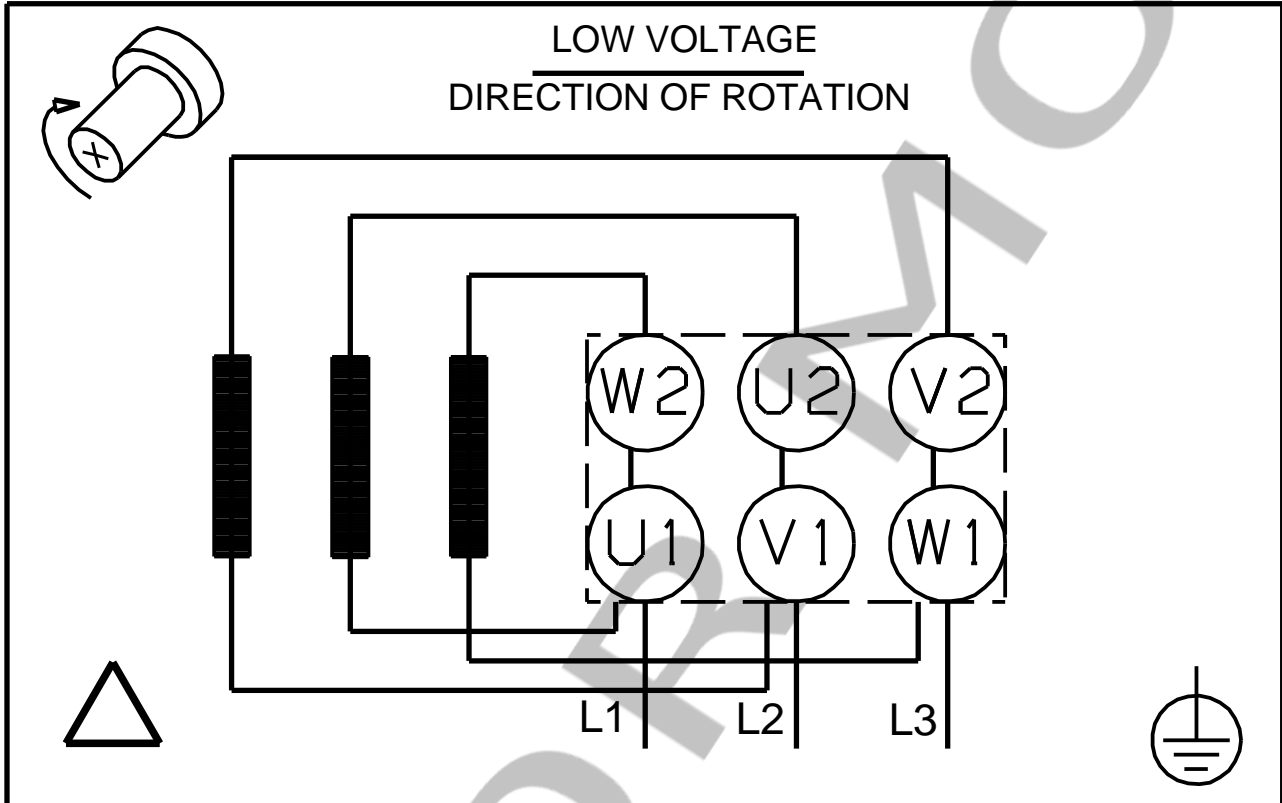 LOW VOLTAGE
DIRECTION OF ROTATION
W2 U2 V2
U1 V1 W1
L1 L2 L3